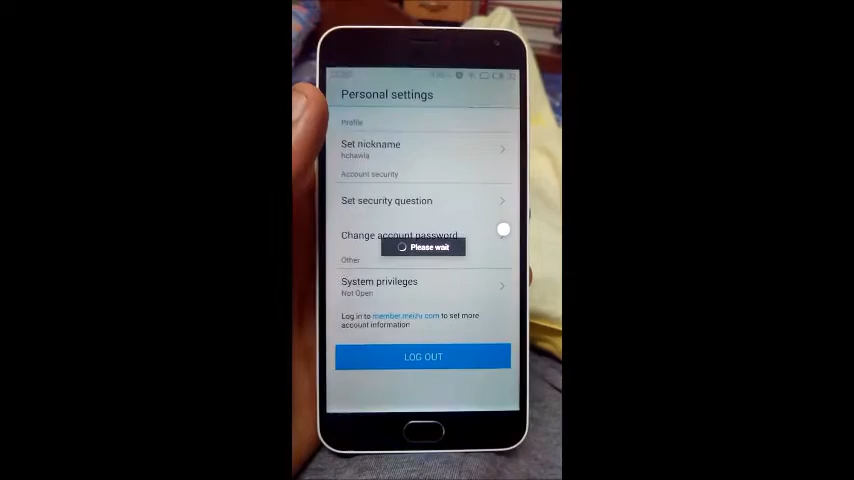 Personal settings
Profile
Set nickname
hchawla
Account security
Set security question
Change account password
Please wait
Other
System privileges
Not Open
Log in to member.meizu.com to set more
account information
LOG OUT